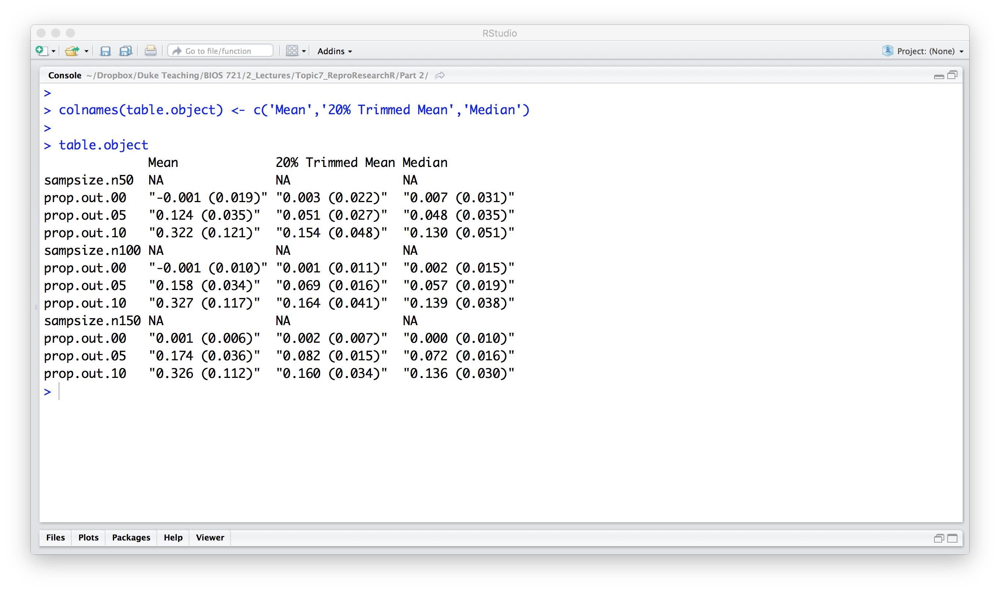 RStudio
Go to file/function Addins Project: (None)
Console ~/Dropbox/Duke Teaching/BIOS 721/2_Lectures/Topic7_ReproResearchR/Part 2/
>
> colnames(table.object) <- c('Mean','20% Trimmed Mean','Median')
>
> table.object
             Mean             20% Trimmed Mean Median
sampsize.n50  NA               NA               NA
prop.out.00   "-0.001 (0.019)" "0.003 (0.022)"  "0.007 (0.031)"
prop.out.05   "0.124 (0.035)"  "0.051 (0.027)"  "0.048 (0.035)"
prop.out.10   "0.322 (0.121)"  "0.154 (0.048)"  "0.130 (0.051)"
sampsize.n100 NA               NA               NA
prop.out.00   "-0.001 (0.010)" "0.001 (0.011)"  "0.002 (0.015)"
prop.out.05   "0.158 (0.034)"  "0.069 (0.016)"  "0.057 (0.019)"
prop.out.10   "0.327 (0.117)"  "0.164 (0.041)"  "0.139 (0.038)"
sampsize.n150 NA               NA               NA
prop.out.00   "0.001 (0.006)"  "0.002 (0.007)"  "0.000 (0.010)"
prop.out.05   "0.174 (0.036)"  "0.082 (0.015)"  "0.072 (0.016)"
prop.out.10   "0.326 (0.112)"  "0.160 (0.034)"  "0.136 (0.030)"
>
Files Plots Packages Help Viewer